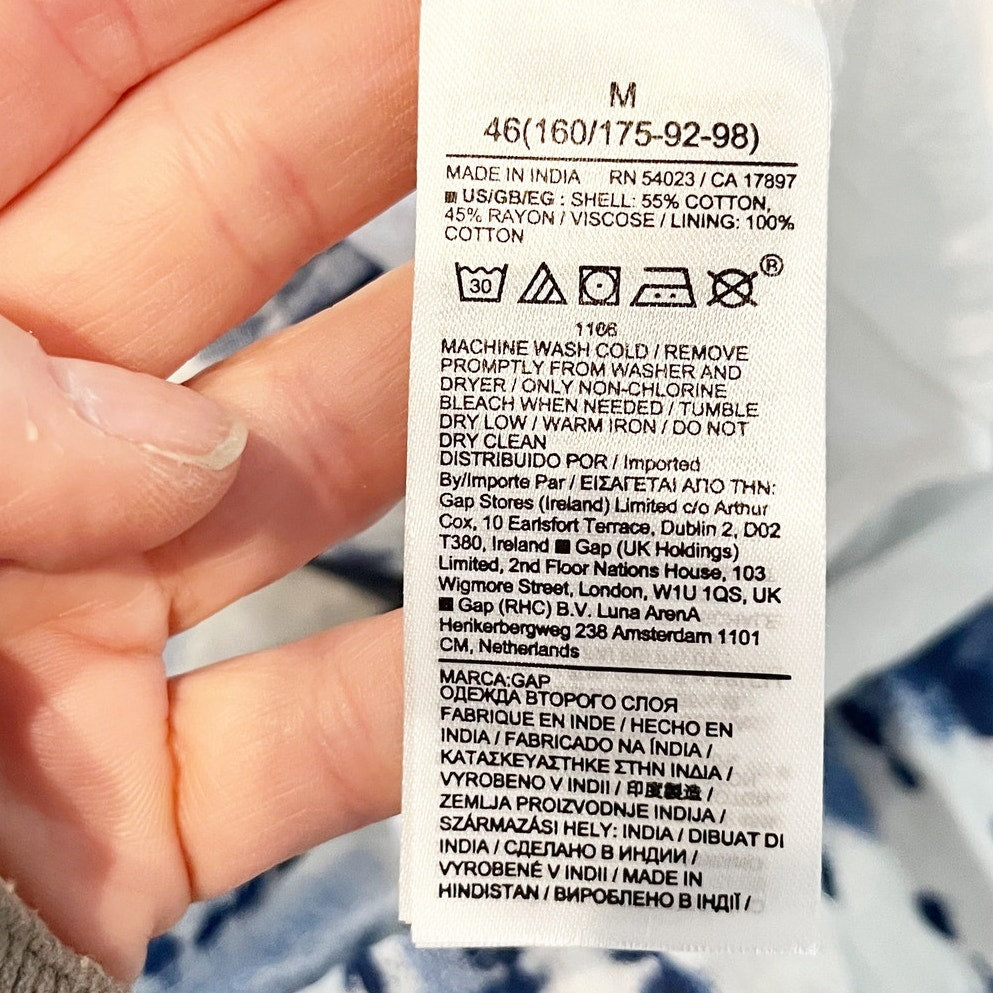 M
46(160/175-92-98)
MADE IN INDIA RN 54023 / CA 17897
US/GB/EG : SHELL: 55% COTTON,
45% RAYON / VISCOSE / LINING: 100%
COTTON
30
®
1166
MACHINE WASH COLD / REMOVE
PROMPTLY FROM WASHER AND
DRYER / ONLY NON-CHLORINE
BLEACH WHEN NEEDED / TUMBLE
DRY LOW / WARM IRON / DO NOT
DRY CLEAN
DISTRIBUIDO POR / Imported
By/Importe Par / ΕΙΣΑΓΕΤΑΙ ΑΠΟ ΤΗΝ:
Gap Stores (Ireland) Limited c/o Arthur
Cox, 10 Earlsfort Terrace, Dublin 2, D02
T380, Ireland ■ Gap (UK Holdings)
Limited, 2nd Floor Nations House, 103
Wigmore Street, London, W1U 1QS, UK
■ Gap (RHC) B.V. Luna ArenA
Herikerbergweg 238 Amsterdam 1101
CM, Netherlands
MARCA:GAP
ОДЕЖДА ВТОРОГО СЛОЯ
FABRIQUE EN INDE / HECHO EN
INDIA / FABRICADO NA ÍNDIA /
ΚΑΤΑΣΚΕΥΑΣΤΗΚΕ ΣΤΗΝ ΙΝΔΙΑ /
VYROBENO V INDII / 印度製造 /
ZEMLJA PROIZVODNJE INDIJA /
SZÁRMAZÁSI HELY: INDIA / DIBUAT DI
INDIA / СДЕЛАНО В ИНДИИ /
VYROBENÉ V INDII / MADE IN
HINDISTAN / ВИРОБЛЕНО В ІНДІЇ /